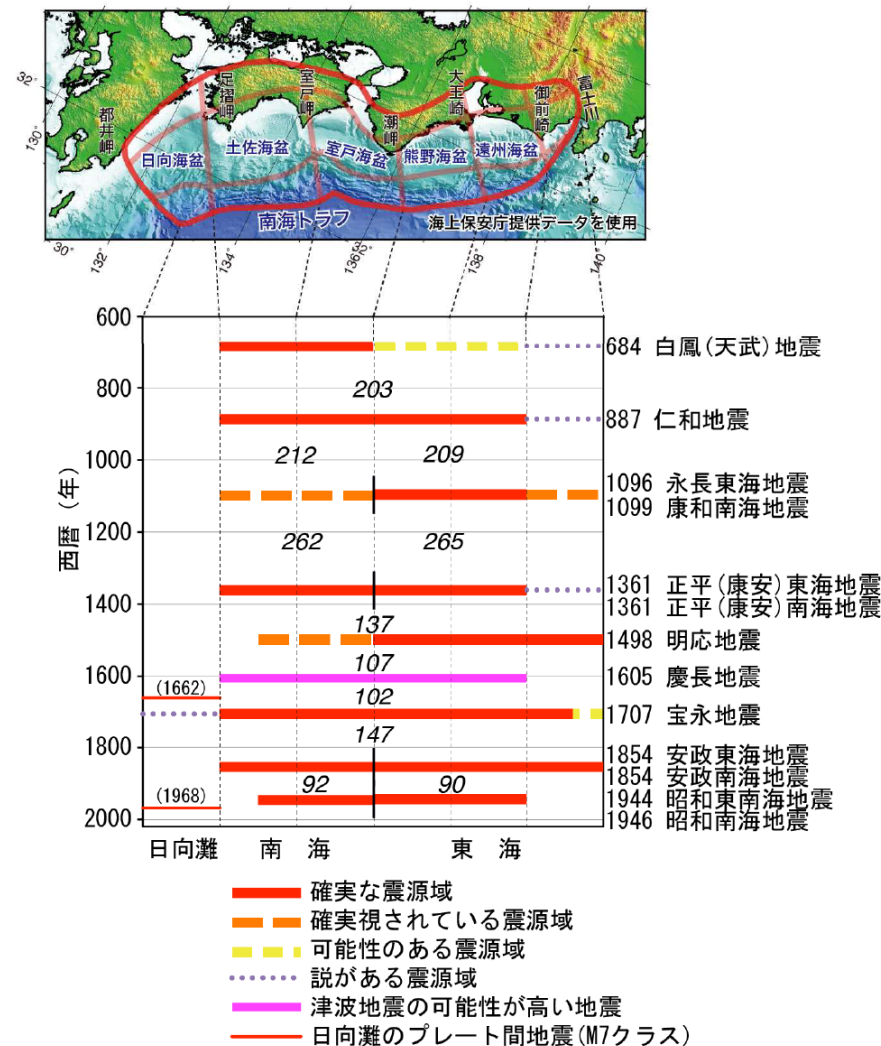 32°
130°
都井岬
足摺岬
室戸岬
潮岬
大王崎
御前崎
富士川
日向海盆
土佐海盆
室戸海盆
熊野海盆
遠州海盆
南海トラフ
海上保安庁提供データを使用
30°
132°
134°
136°
138°
140°
西暦（年）
600
684 白鳳(天武)地震
800
203
887 仁和地震
1000
212
209
1096 永長東海地震
1099 康和南海地震
1200
262
265
1361 正平(康安)東海地震
1361 正平(康安)南海地震
1400
137
1498 明応地震
107
1600
1605 慶長地震
(1662)
102
1707 宝永地震
147
1800
1854 安政東海地震
1854 安政南海地震
92
90
1944 昭和東南海地震
(1968)
1946 昭和南海地震
2000
日向灘
南 海
東 海
確実な震源域
確実視されている震源域
可能性のある震源域
説がある震源域
津波地震の可能性が高い地震
日向灘のプレート間地震(M7クラス)